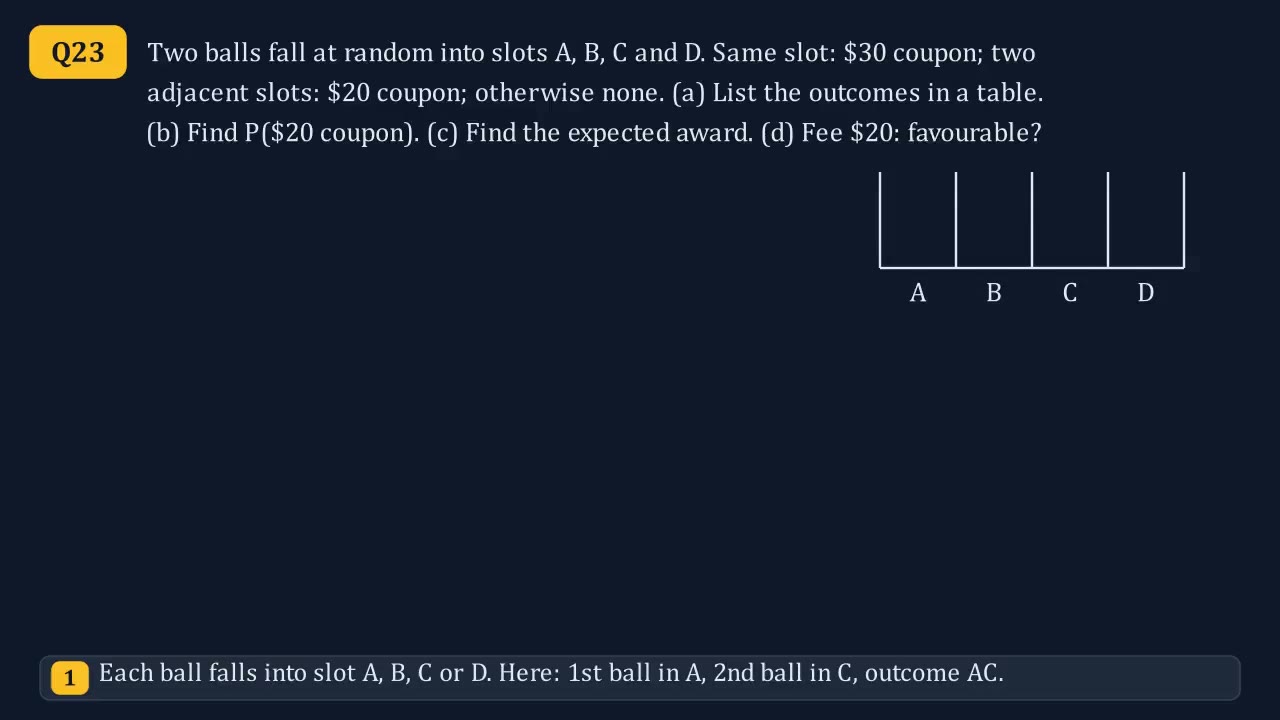 Q23
Two balls fall at random into slots A, B, C and D. Same slot: $30 coupon; two
adjacent slots: $20 coupon; otherwise none. (a) List the outcomes in a table.
(b) Find P($20 coupon). (c) Find the expected award. (d) Fee $20: favourable?
A B C D
1 Each ball falls into slot A, B, C or D. Here: 1st ball in A, 2nd ball in C, outcome AC.